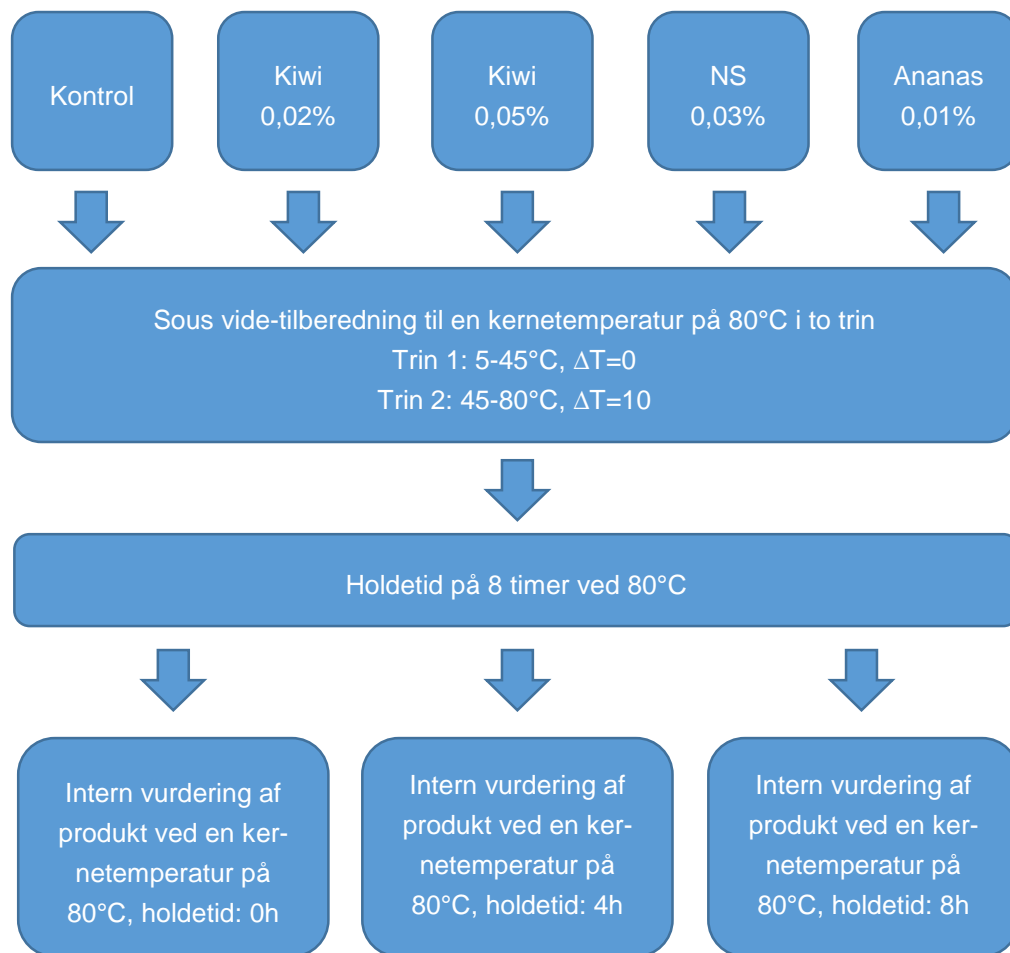 Kontrol
Kiwi
0,02%
Kiwi
0,05%
NS
0,03%
Ananas
0,01%
Sous vide-tilberedning til en kernetemperatur på 80°C i to trin
Trin 1: 5-45°C, ΔT=0
Trin 2: 45-80°C, ΔT=10
Holdetid på 8 timer ved 80°C
Intern vurdering af
produkt ved en ker-
netemperatur på
80°C, holdetid: 0h
Intern vurdering af
produkt ved en ker-
netemperatur på
80°C, holdetid: 4h
Intern vurdering af
produkt ved en ker-
netemperatur på
80°C, holdetid: 8h